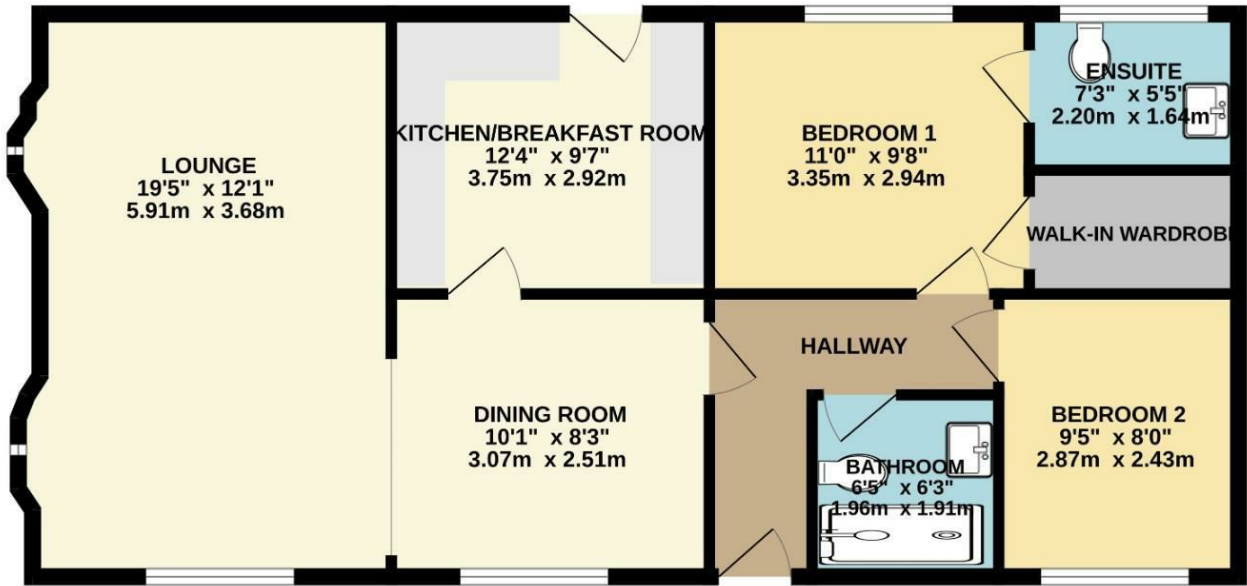 LOUNGE
19'5" x 12'1"
5.91m x 3.68m
KITCHEN/BREAKFAST ROOM
12'4" x 9'7"
3.75m x 2.92m
BEDROOM 1
11'0" x 9'8"
3.35m x 2.94m
ENSUITE
7'3" x 5'5"
2.20m x 1.64m
WALK-IN WARDROBE
HALLWAY
DINING ROOM
10'1" x 8'3"
3.07m x 2.51m
BATHROOM
6'5" x 6'3"
1.96m x 1.91m
BEDROOM 2
9'5" x 8'0"
2.87m x 2.43m